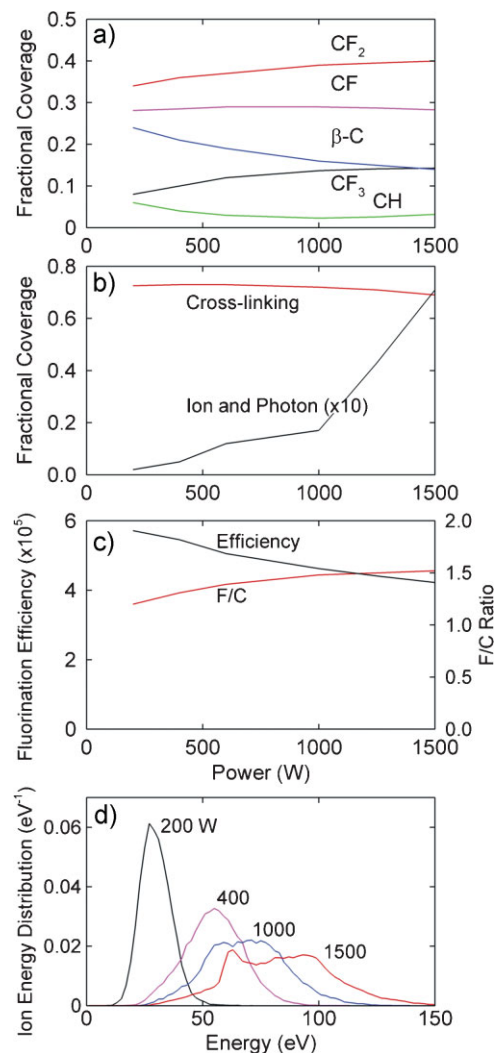 a)
Fractional Coverage
0.5
0.4
0.3
0.2
0.1
0.0
CF₂
CF
β-C
CF₃
CH
0
500
1000
1500
b)
Fractional Coverage
0.8
0.6
0.4
0.2
0.0
Cross-linking
Ion and Photon (x10)
0
500
1000
1500
c)
Fluorination Efficiency (x10⁵)
6
4
2
0
Efficiency
F/C
2.0
1.5
1.0
0.5
0.0
F/C Ratio
0
500
1000
1500
Power (W)
d)
Ion Energy Distribution (eV⁻¹)
0.06
0.04
0.02
0
200 W
400
1000
1500
0
50
100
150
Energy (eV)